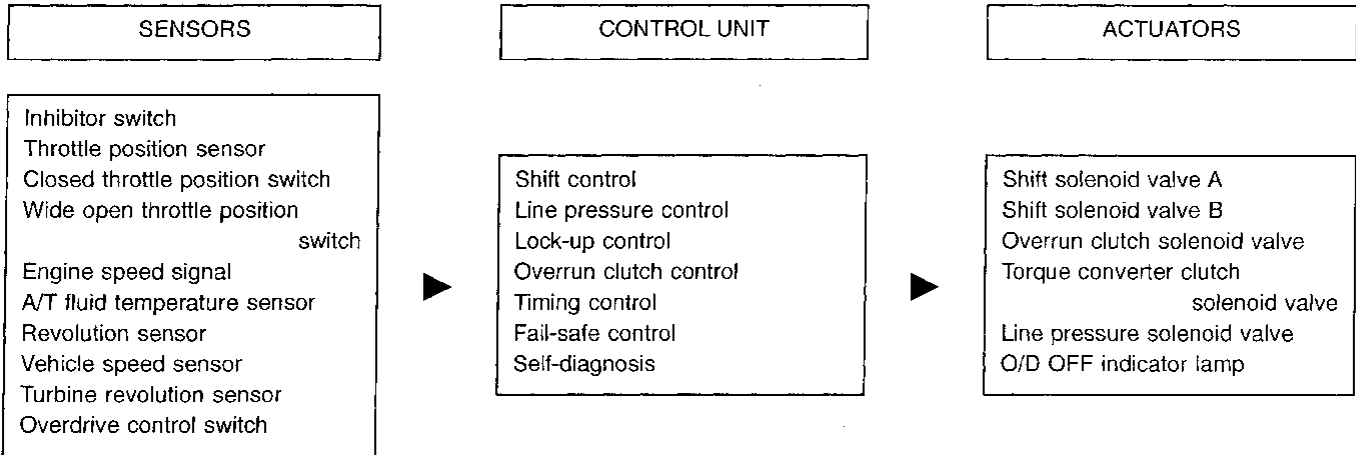 SENSORS
CONTROL UNIT
ACTUATORS
Inhibitor switch
Throttle position sensor
Closed throttle position switch
Wide open throttle position
switch
Engine speed signal
A/T fluid temperature sensor
Revolution sensor
Vehicle speed sensor
Turbine revolution sensor
Overdrive control switch
Shift control
Line pressure control
Lock-up control
Overrun clutch control
Timing control
Fail-safe control
Self-diagnosis
Shift solenoid valve A
Shift solenoid valve B
Overrun clutch solenoid valve
Torque converter clutch
solenoid valve
Line pressure solenoid valve
O/D OFF indicator lamp